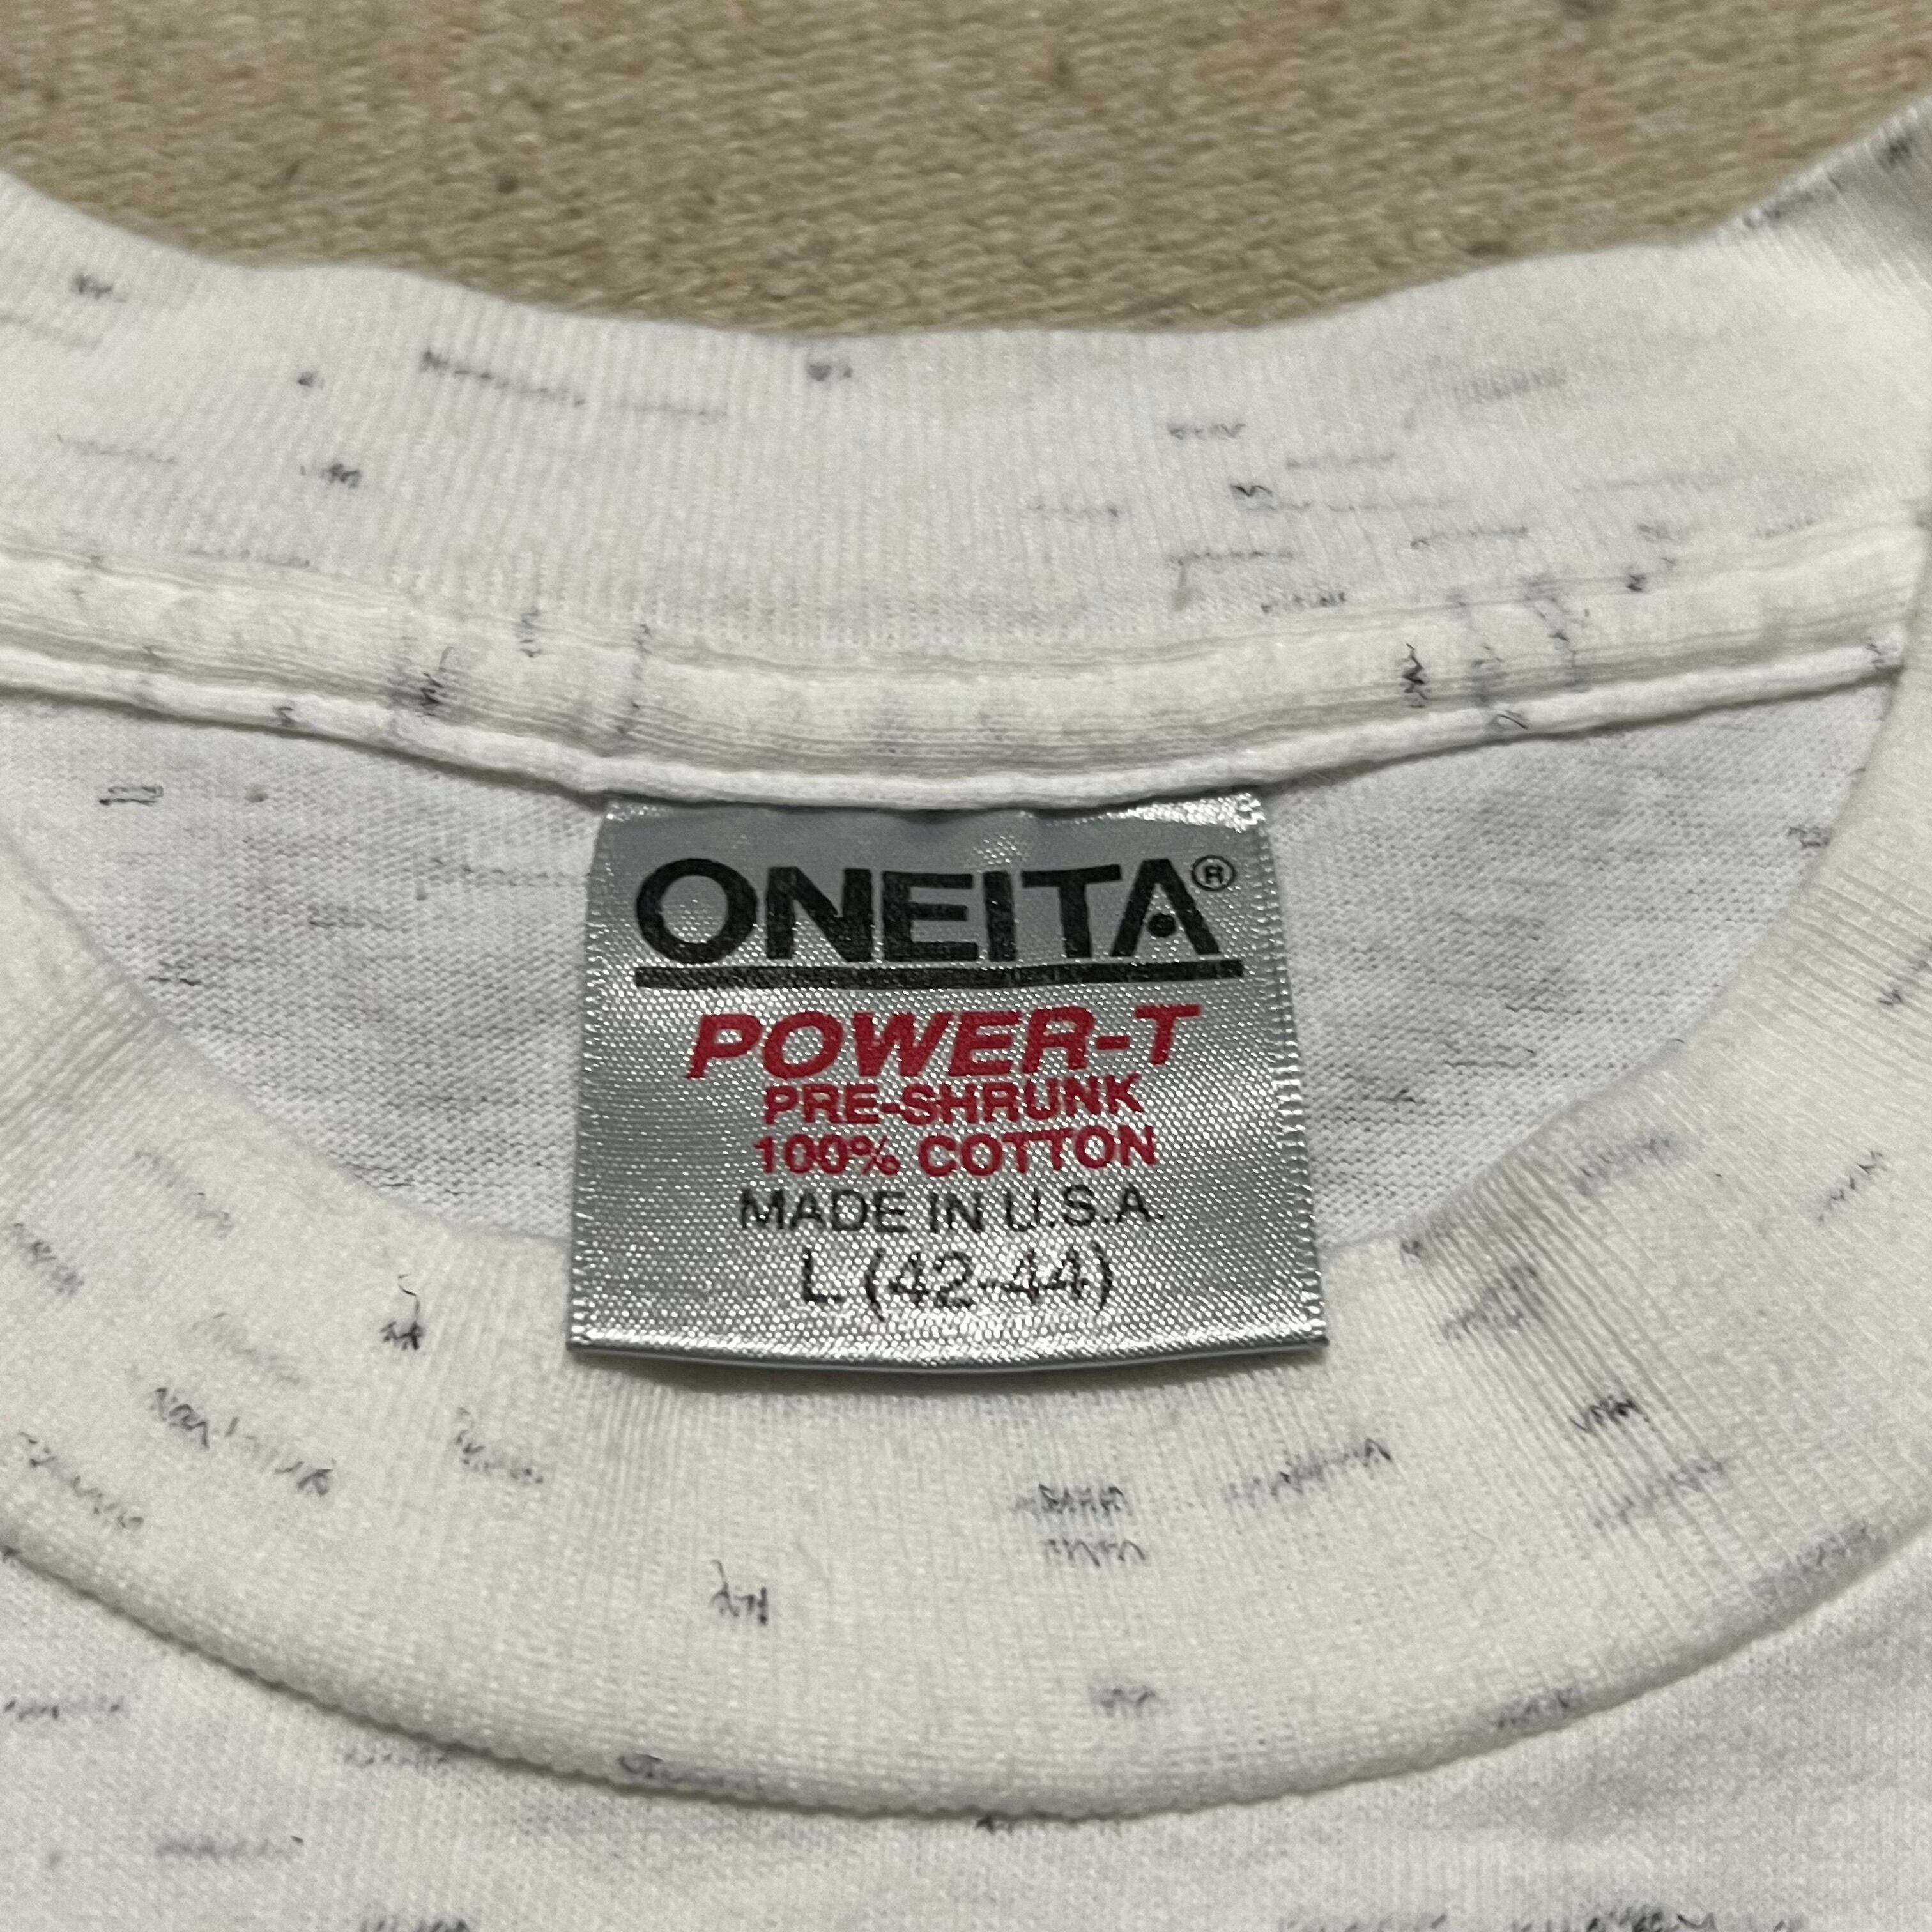 ONEITA®
POWER-T
PRE-SHRUNK
100% COTTON
MADE IN U.S.A.
L (42-44)